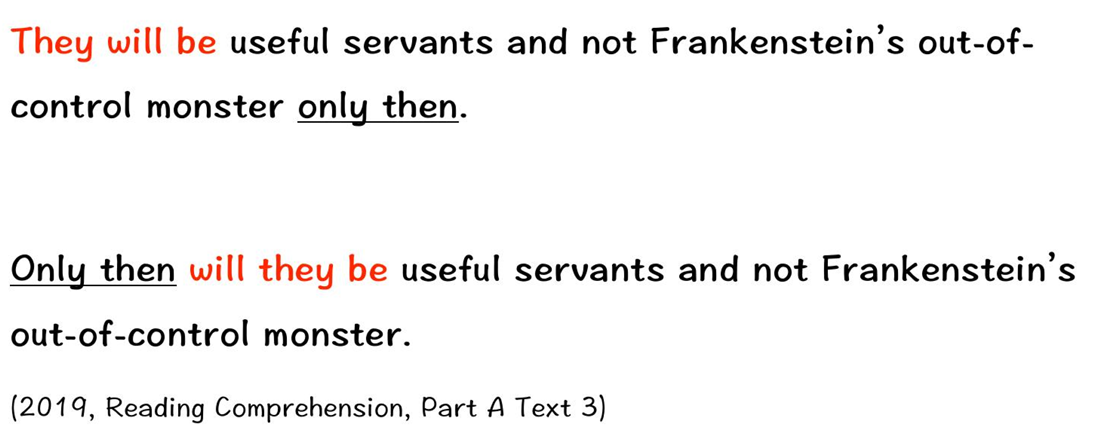 They will be useful servants and not Frankenstein’s out-of-
control monster only then.
Only then will they be useful servants and not Frankenstein’s
out-of-control monster.
(2019, Reading Comprehension, Part A Text 3)